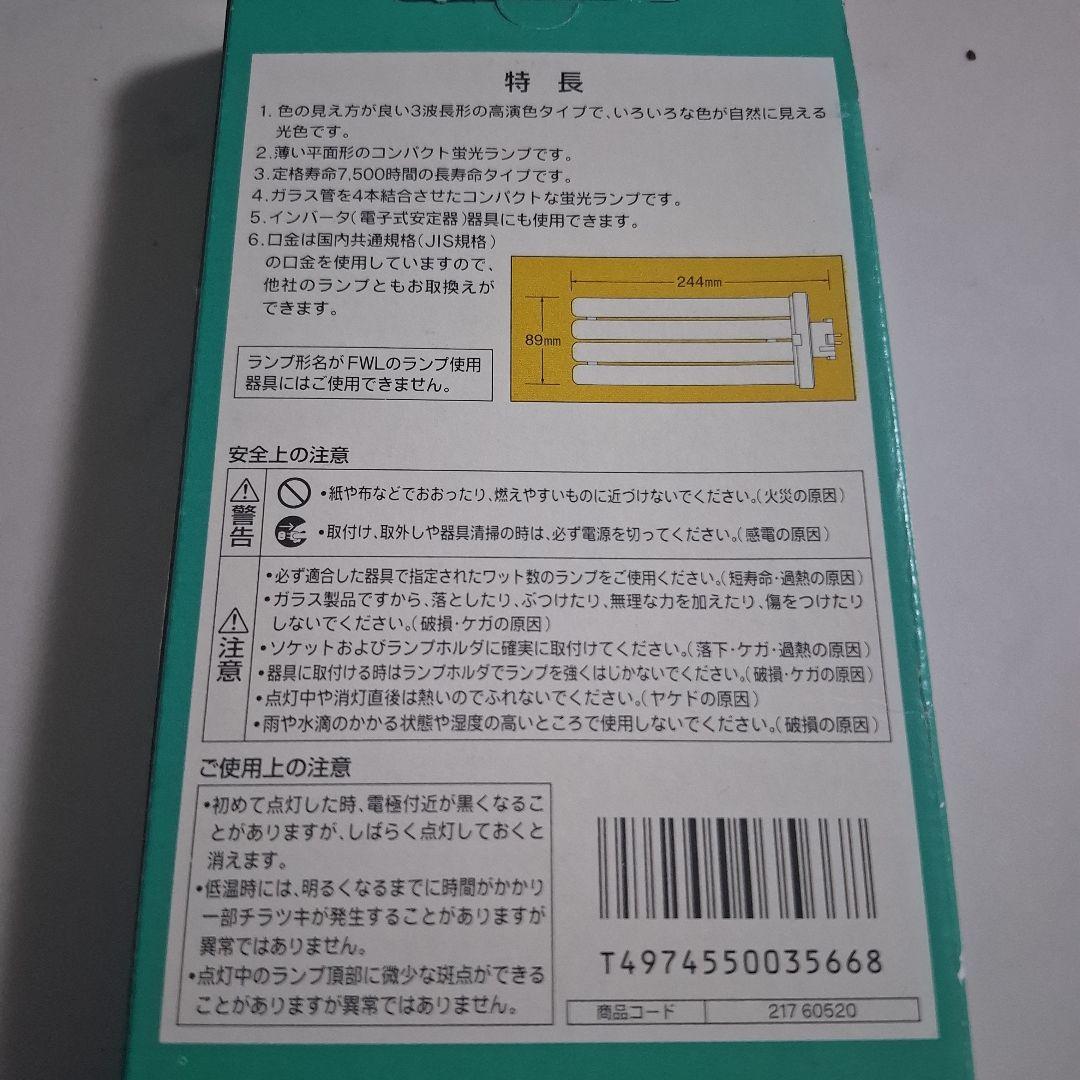 特 長
1. 色の見え方が良い3波長形の高演色タイプで、いろいろな色が自然に見える
光色です。
2.薄い平面形のコンパクト蛍光ランプです。
3.定格寿命7,500時間の長寿命タイプです。
4.ガラス管を4本結合させたコンパクトな蛍光ランプです。
5.インバータ(電子式安定器)器具にも使用できます。
6.口金は国内共通規格(JIS規格)
の口金を使用していますので、
他社のランプともお取換えが
できます。
ランプ形名がFWLのランプ使用
器具にはご使用できません。
244mm
89mm
安全上の注意
警告
•紙や布などでおおったり、燃えやすいものに近づけないでください。(火災の原因)
•取付け、取外しや器具清掃の時は、必ず電源を切ってください。(感電の原因)
注意
•必ず適合した器具で指定されたワット数のランプをご使用ください。(短寿命・過熱の原因)
•ガラス製品ですから、落としたり、ぶつけたり、無理な力を加えたり、傷をつけたり
しないでください。(破損・ケガの原因)
•ソケットおよびランプホルダに確実に取付けてください。(落下・ケガ・過熱の原因)
•器具に取付ける時はランプホルダでランプを強くはじかないでください。(破損・ケガの原因)
•点灯中や消灯直後は熱いのでふれないでください。(ヤケドの原因)
•雨や水滴のかかる状態や湿度の高いところで使用しないでください。(破損の原因)
ご使用上の注意
•初めて点灯した時、電極付近が黒くなるこ
とがありますが、しばらく点灯しておくと
消えます。
•低温時には、明るくなるまでに時間がかかり
一部チラツキが発生することがありますが
異常ではありません。
•点灯中のランプ頂部に微少な斑点ができる
ことがありますが異常ではありません。
T4974550035668
商品コード 217 60520